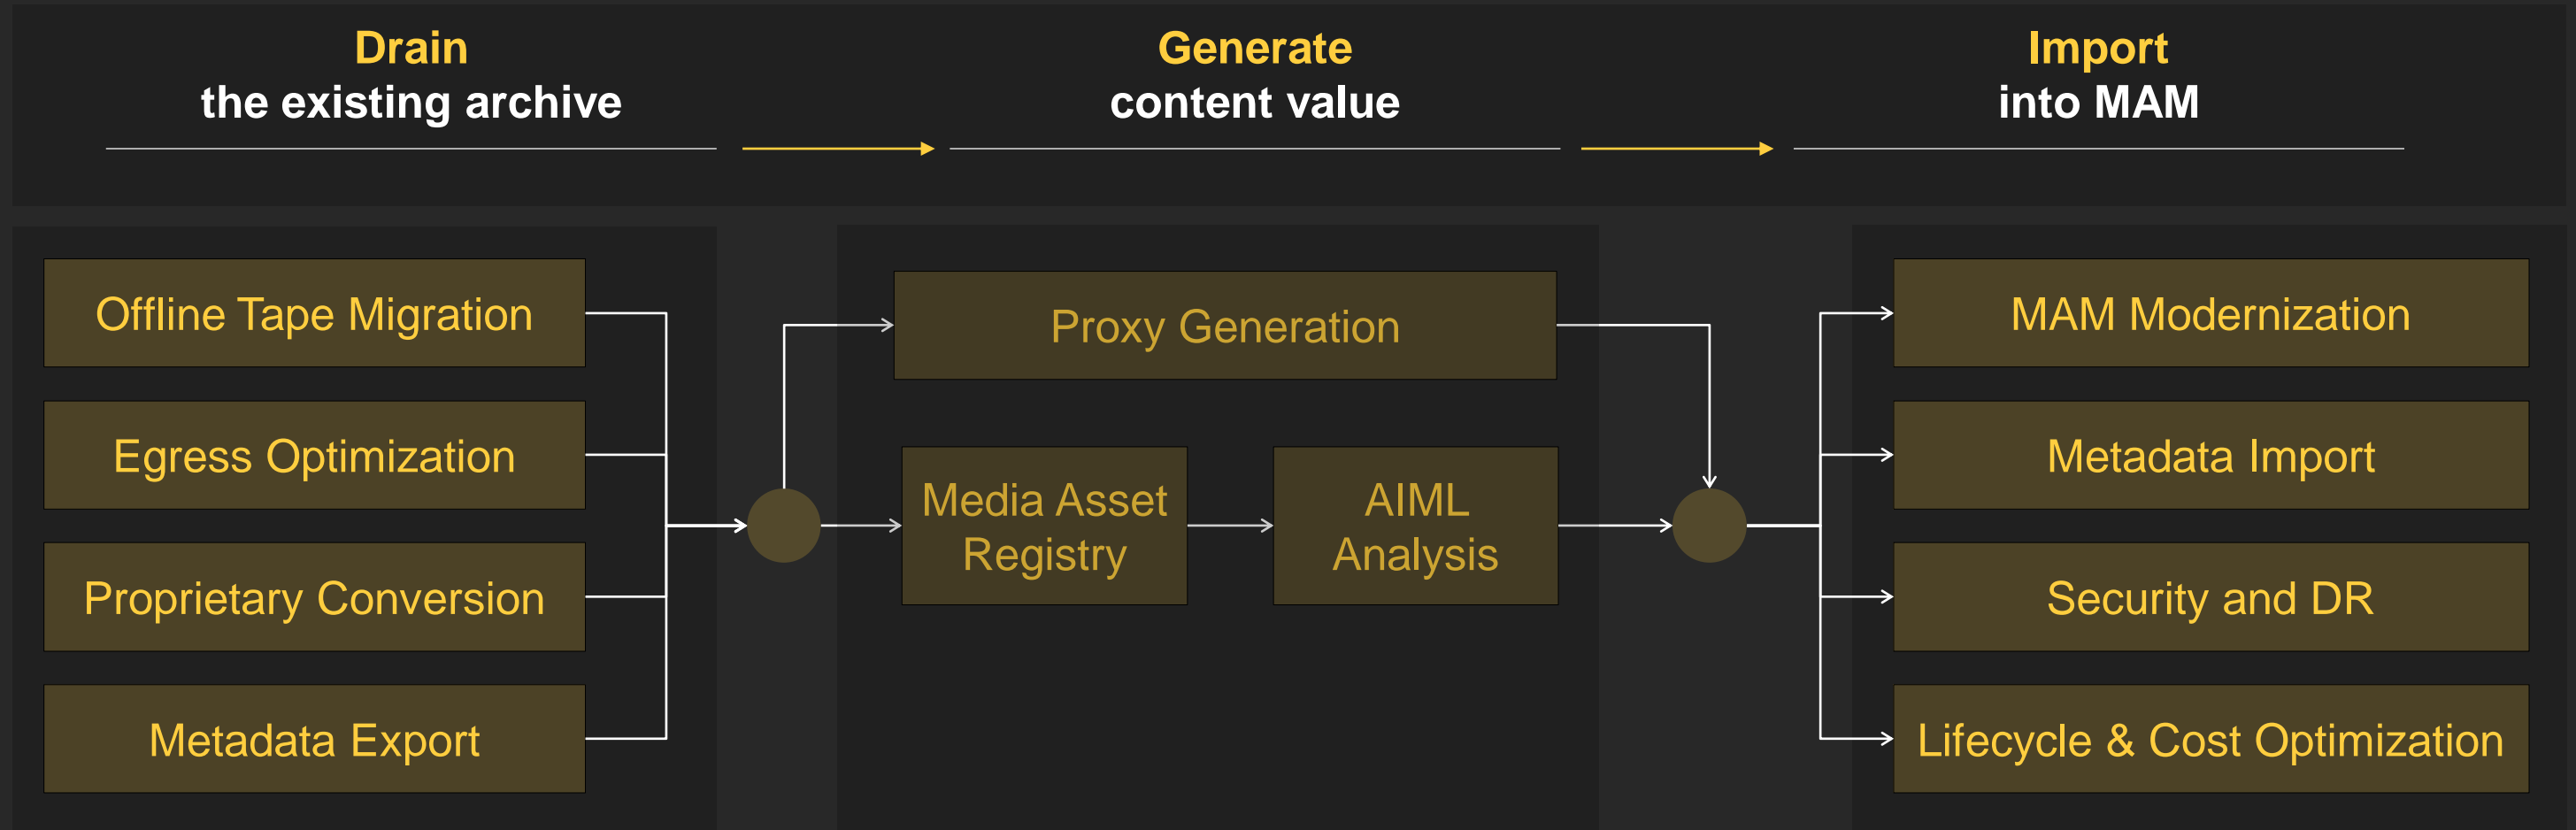 Drain
the existing archive
Generate
content value
Import
into MAM
Offline Tape Migration
Egress Optimization
Proprietary Conversion
Metadata Export
Proxy Generation
Media Asset
Registry
AIML
Analysis
MAM Modernization
Metadata Import
Security and DR
Lifecycle & Cost Optimization